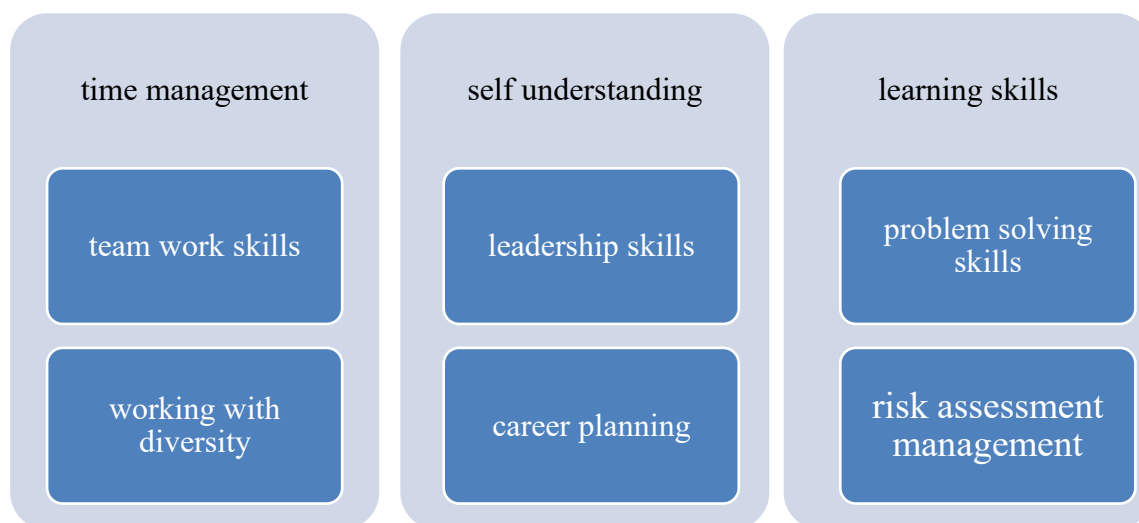 time management
team work skills
working with
diversity
self understanding
leadership skills
career planning
learning skills
problem solving
skills
risk assessment
management